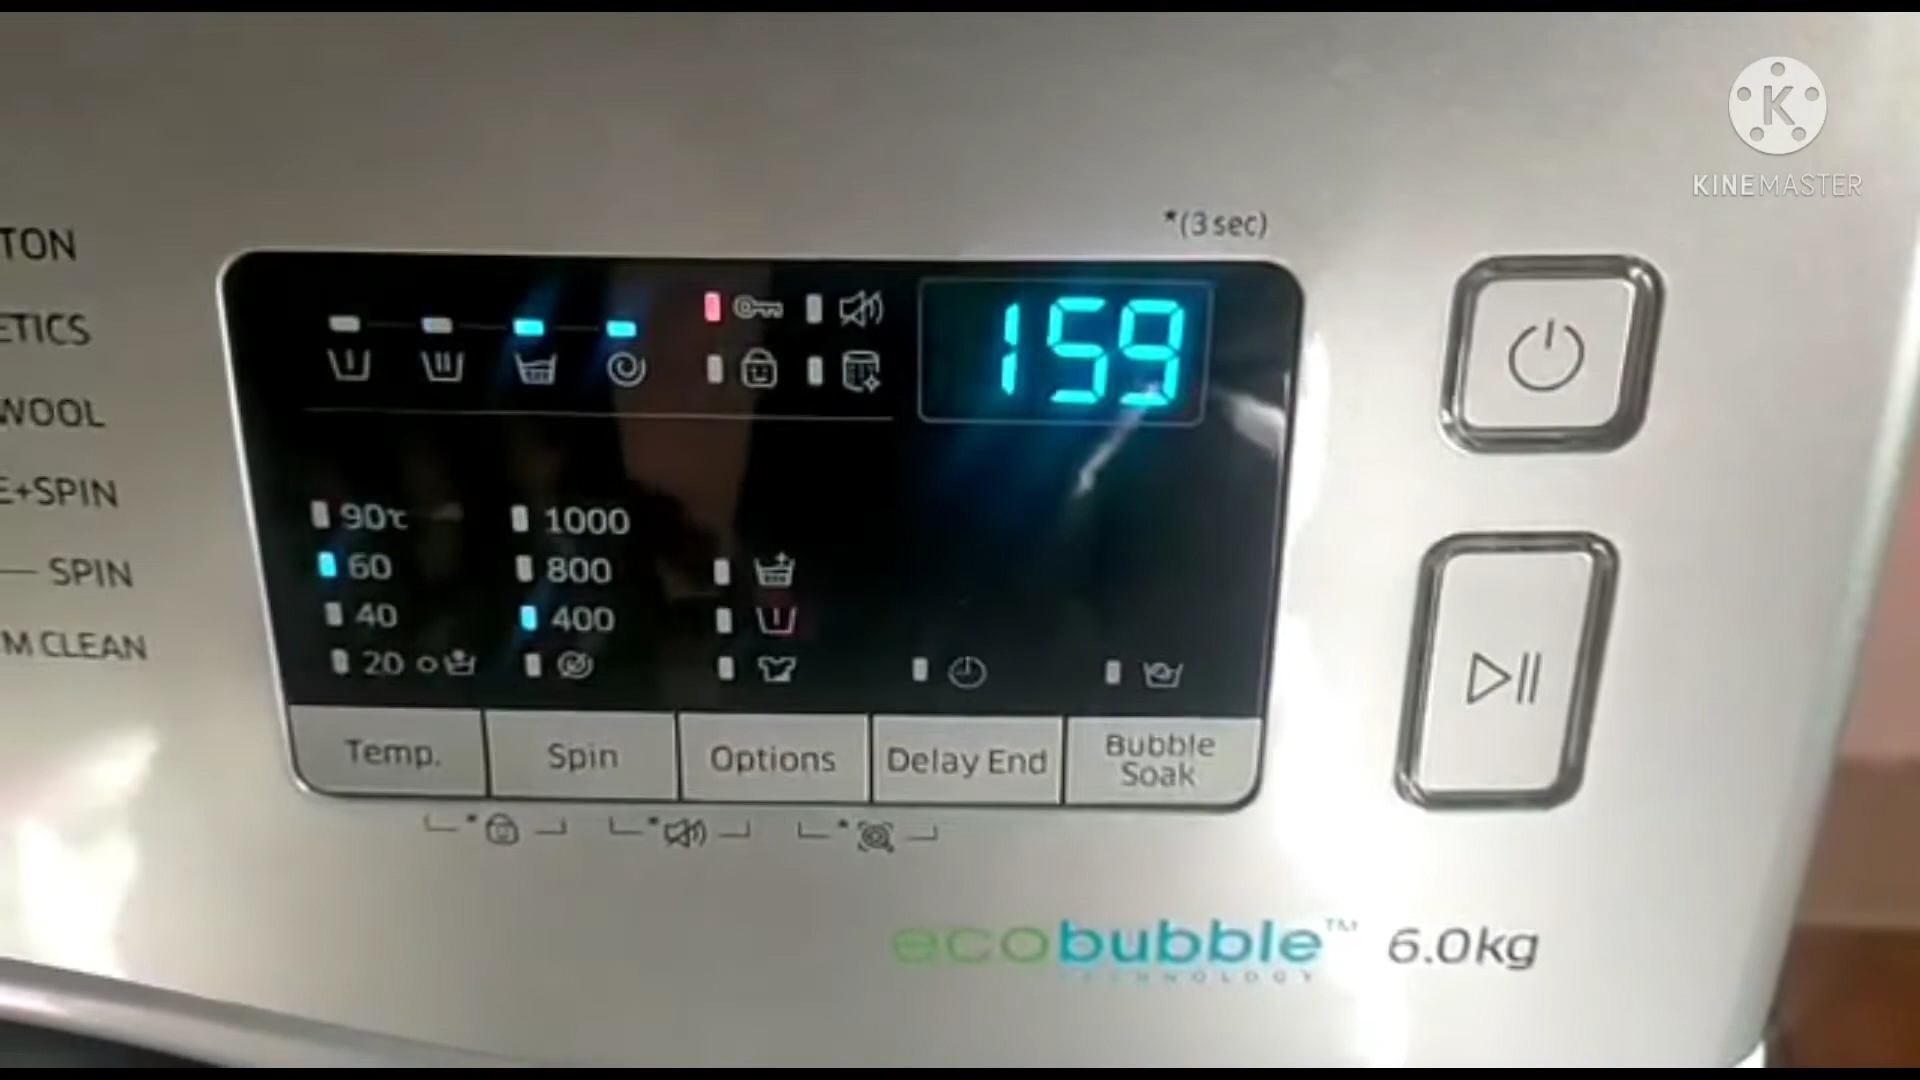 K
KINEMASTER
*(3 sec)
TON
ETICS
WOOL
E+SPIN
SPIN
M CLEAN
159
90℃
60
40
20
1000
800
400
Temp.
Spin
Options
Delay End
Bubble
Soak
ecobubble™ 6.0kg
TECHNOLOGY